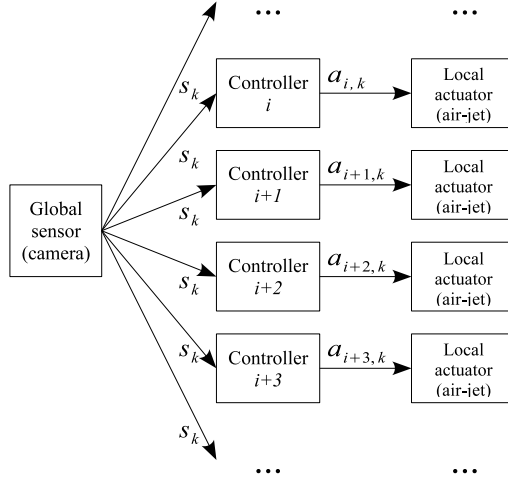 ... ...
s_k
Controller i
a_{i,k}
Local actuator (air-jet)
s_k
Controller i+1
a_{i+1,k}
Local actuator (air-jet)
s_k
Global sensor (camera)
s_k
Controller i+2
a_{i+2,k}
Local actuator (air-jet)
s_k
Controller i+3
a_{i+3,k}
Local actuator (air-jet)
s_k
... ...